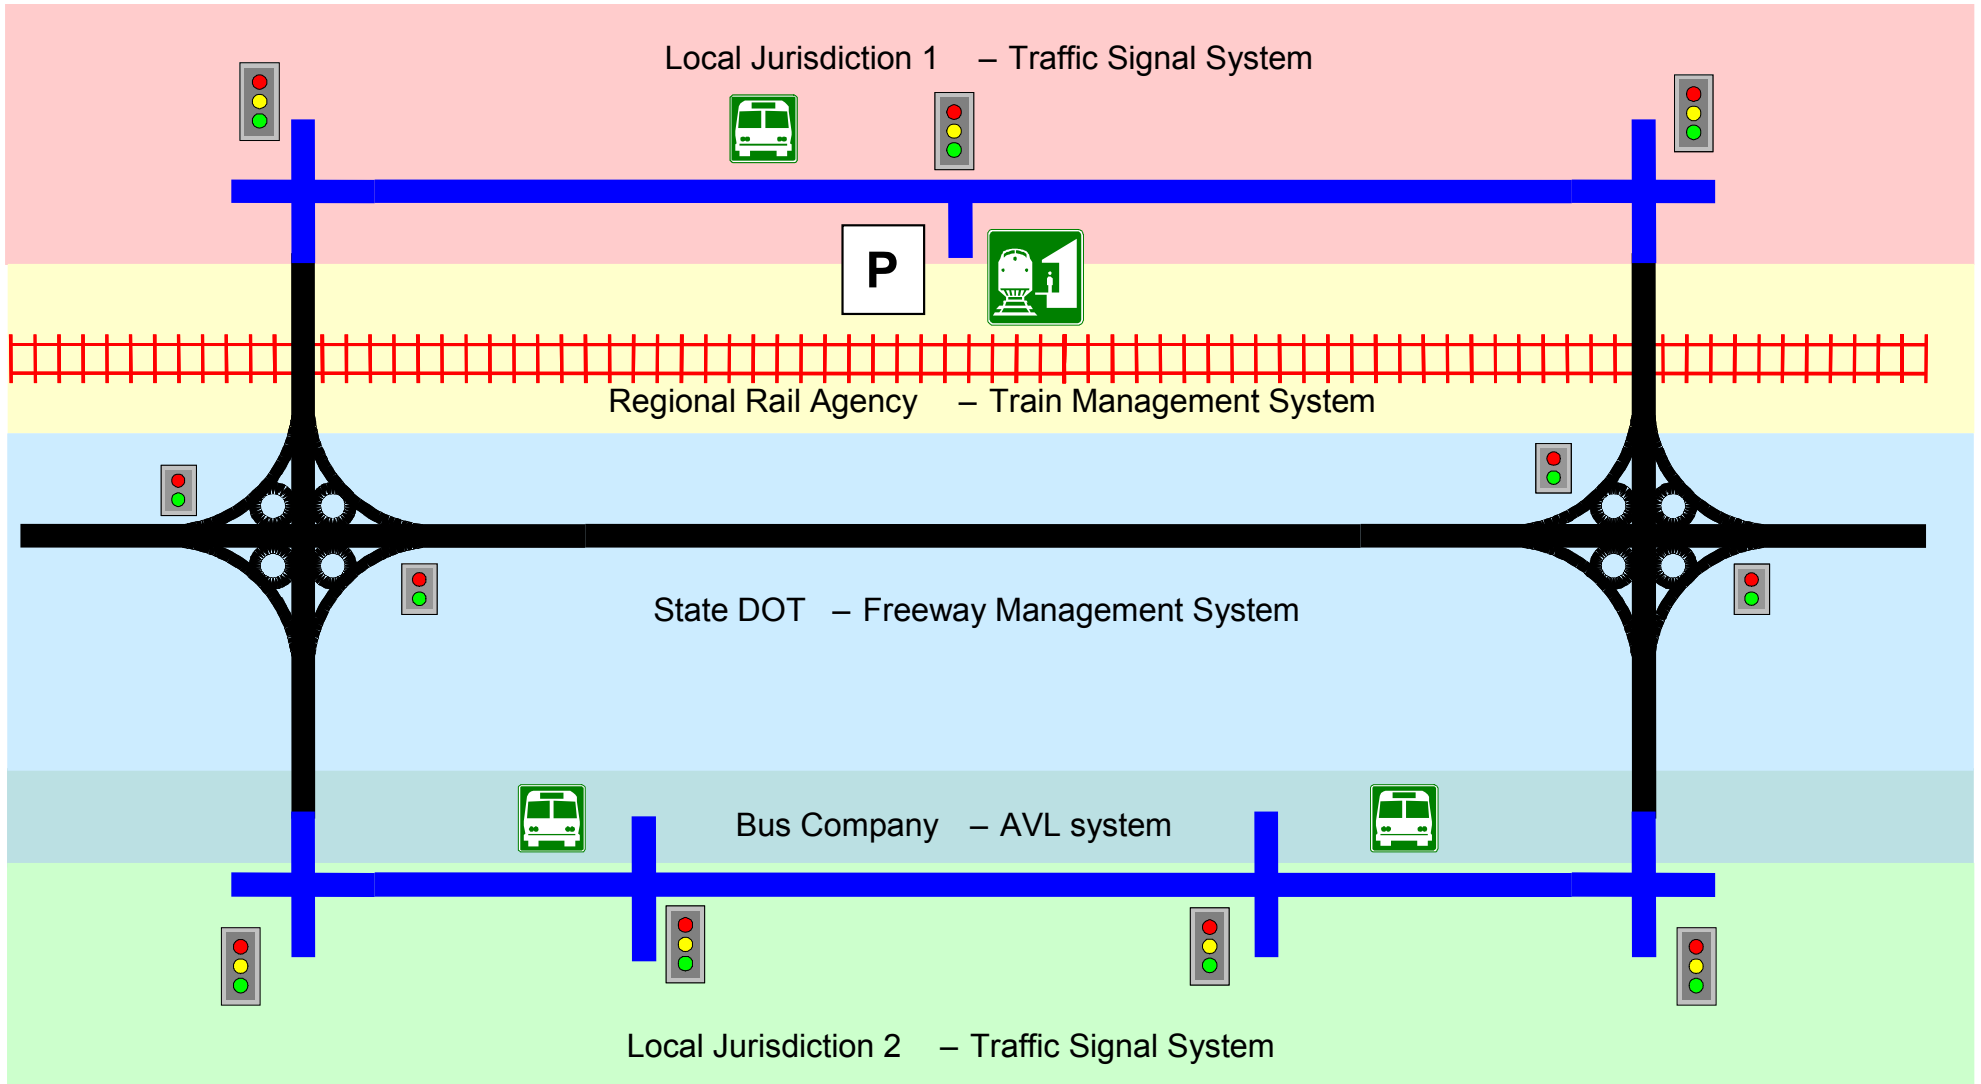 Local Jurisdiction 1 – Traffic Signal System
P
Regional Rail Agency – Train Management System
State DOT – Freeway Management System
Bus Company – AVL system
Local Jurisdiction 2 – Traffic Signal System